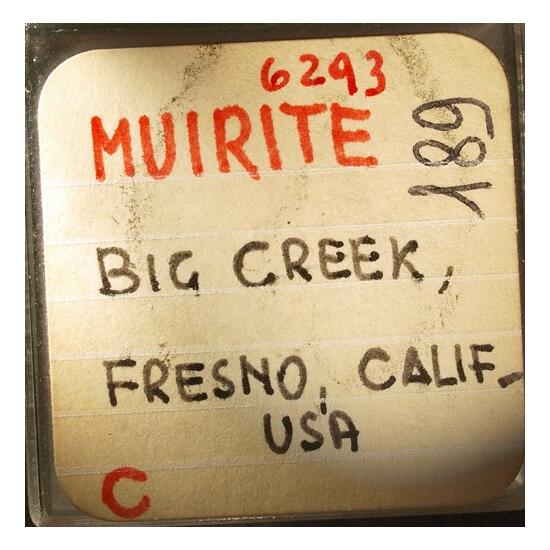 6293
MUIRITE
189
BIG CREEK,
FRESNO, CALIF.
USA
C